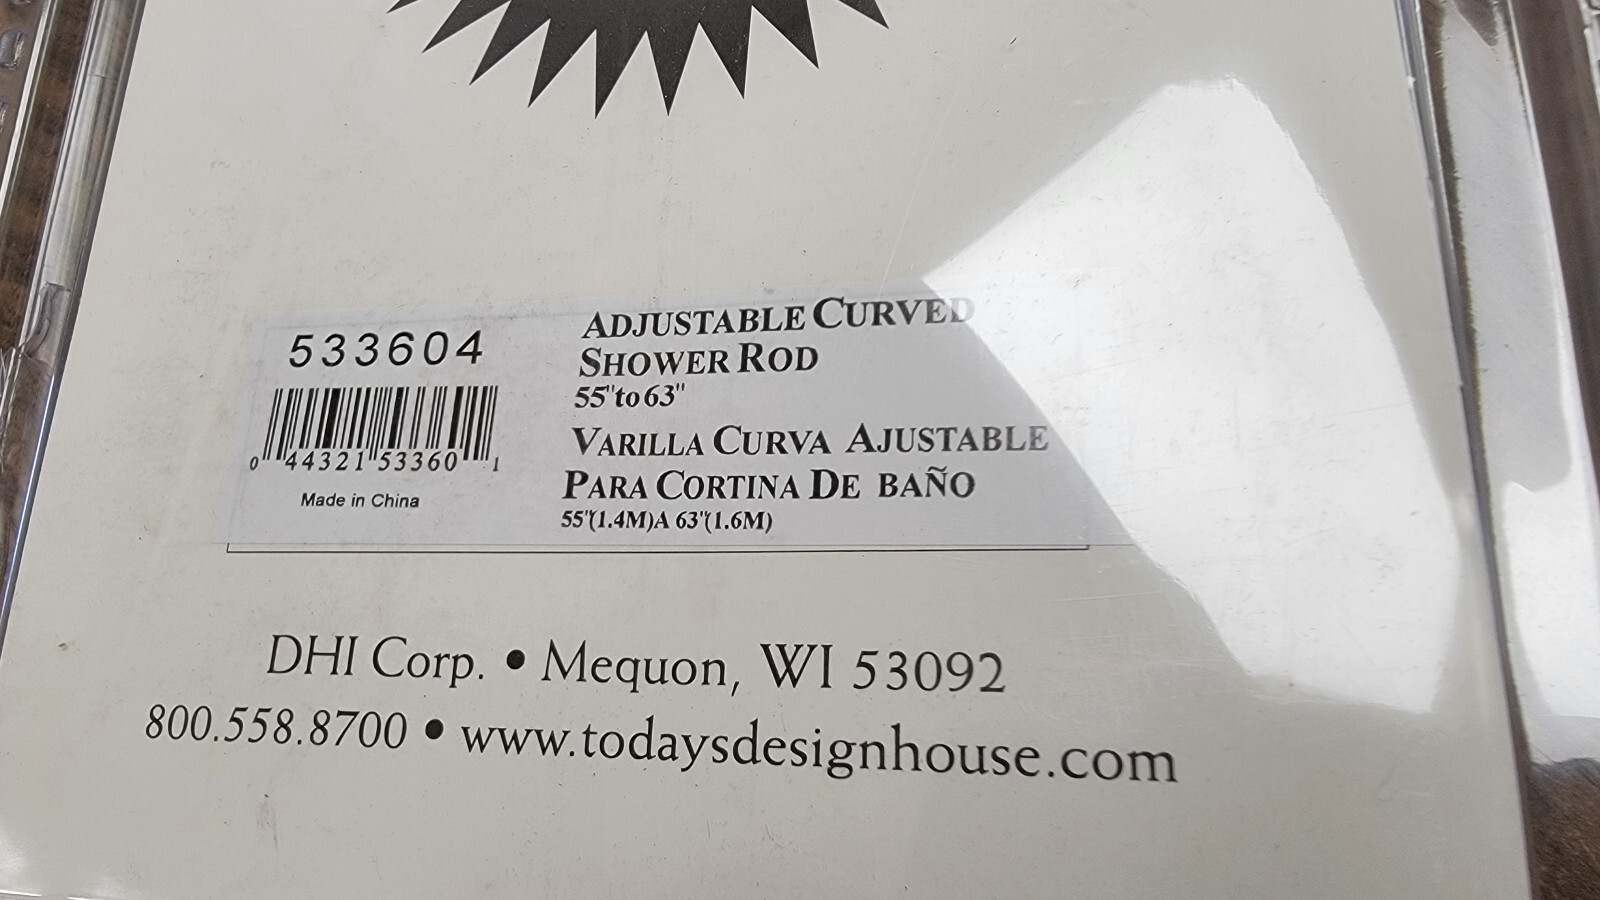 533604
0 44321 53360 1
Made in China
ADJUSTABLE CURVED
SHOWER ROD
55" to 63"
VARILLA CURVA AJUSTABLE
PARA CORTINA DE BAÑO
55"(1.4M)A 63"(1.6M)
DHI Corp. • Mequon, WI 53092
800.558.8700 • www.todaysdesignhouse.com